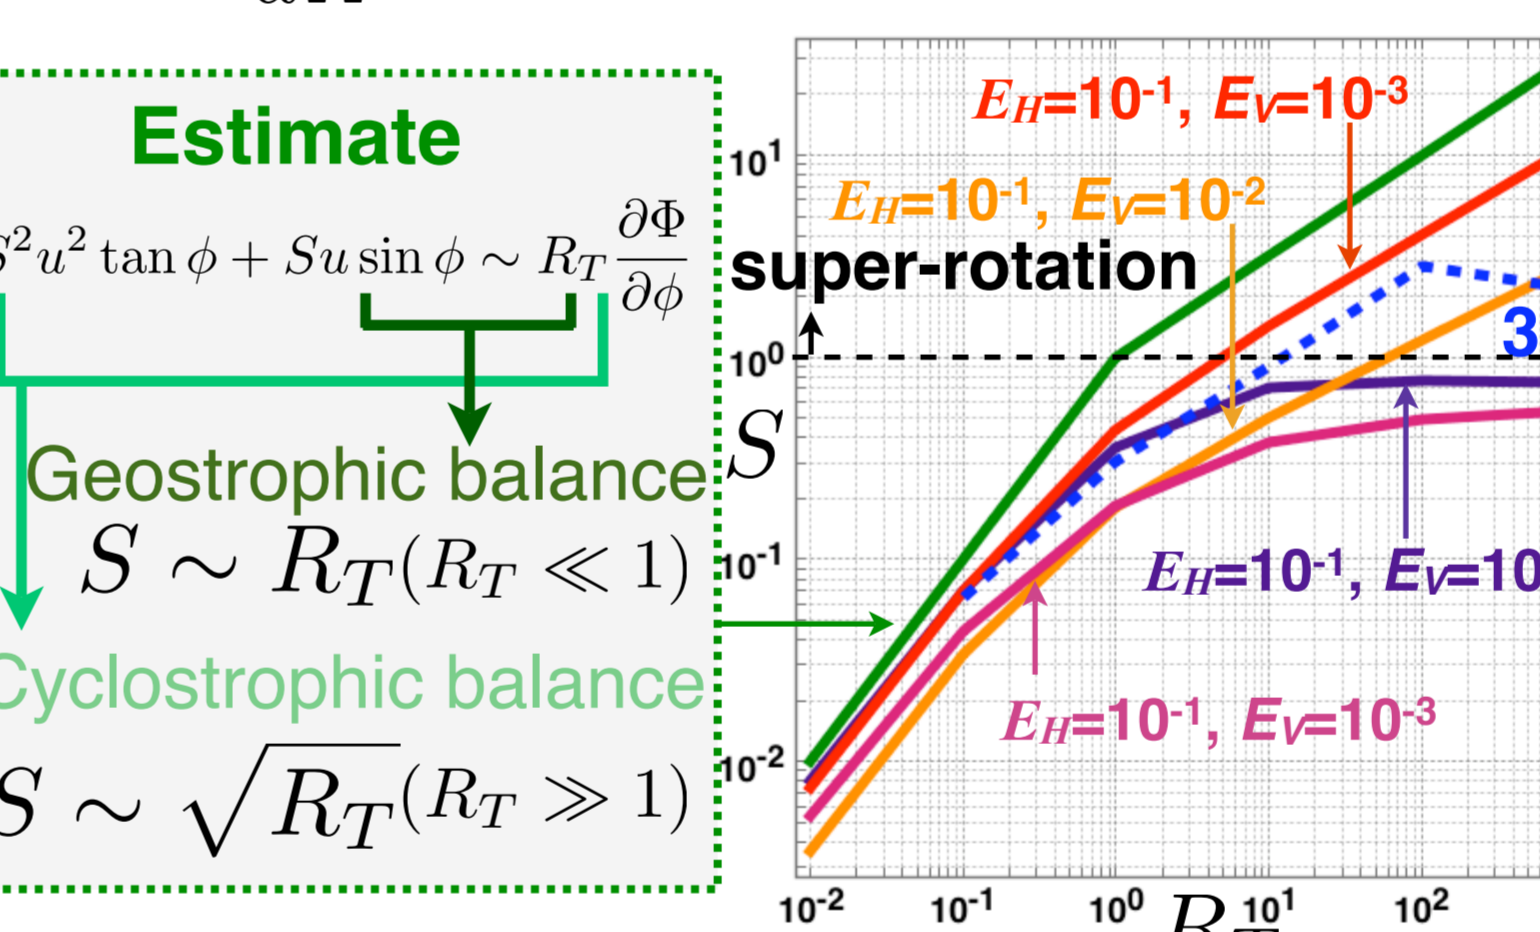 Estimate
S²u² tan ϕ + Su sin ϕ ∼ R_T ∂Φ/∂ϕ
Geostrophic balance
S ∼ R_T (R_T ≪ 1)
Cyclostrophic balance
S ∼ √R_T (R_T ≫ 1)
E_H=10⁻¹, E_V=10⁻³
E_H=10⁻¹, E_V=10⁻²
super-rotation
3
E_H=10⁻¹, E_V=10
E_H=10⁻¹, E_V=10⁻³
S
10¹
10⁰
10⁻¹
10⁻²
10⁻² 10⁻¹ 10⁰ 10¹ 10²
R_T